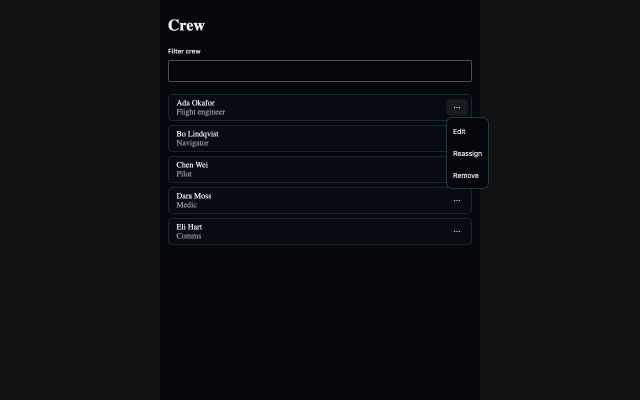 Crew
Filter crew
Ada Okafor
Flight engineer
...
Edit
Reassign
Remove
Bo Lindqvist
Navigator
Chen Wei
Pilot
Dara Moss
Medic
...
Eli Hart
Comms
...